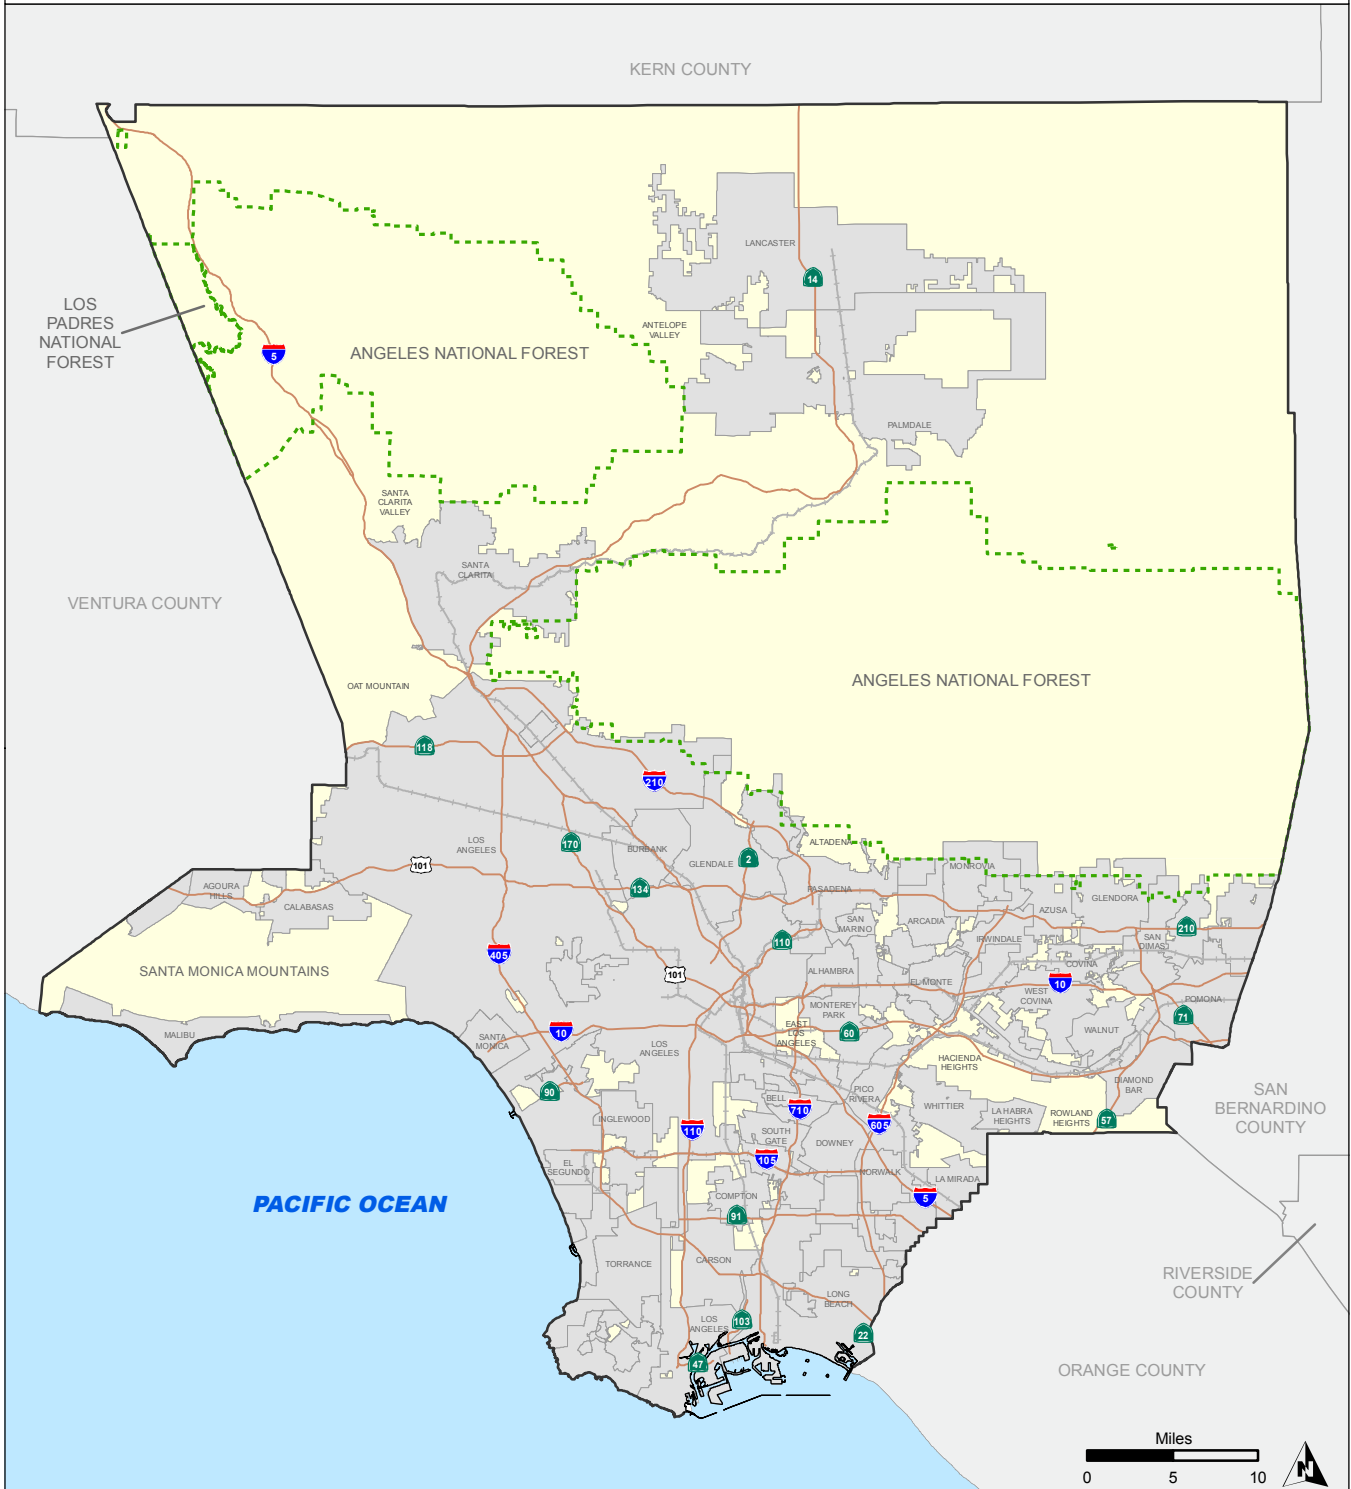 KERN COUNTY
LANCASTER
14
LOS
PADRES
NATIONAL
FOREST
ANTELOPE
VALLEY
5
ANGELES NATIONAL FOREST
PALMDALE
SANTA
CLARITA
VALLEY
SANTA
CLARITA
VENTURA COUNTY
OAT MOUNTAIN
ANGELES NATIONAL FOREST
118
210
LOS
ANGELES
170
BURBANK
ALTADENA
101
GLENDALE
2
MONROVIA
134
PASADENA
AGOURA
HILLS
CALABASAS
GLENDORA
AZUSA
SAN
MARINO
ARCADIA
210
110
IRWINDALE
SAN
DIMAS
405
COVINA
SANTA MONICA MOUNTAINS
101
ALHAMBRA
EL MONTE
10
WEST
COVINA
POMONA
MONTEREY
PARK
71
MALIBU
SANTA
MONICA
10
EAST
LOS
ANGELES
60
WALNUT
LOS
ANGELES
HACIENDA
HEIGHTS
DIAMOND
BAR
90
BELL
PICO
RIVERA
710
WHITTIER
SAN
BERNARDINO
COUNTY
INGLEWOOD
LA HABRA
HEIGHTS
ROWLAND
HEIGHTS
57
110
605
SOUTH
GATE
DOWNEY
105
EL
SEGUNDO
NORWALK
LA MIRADA
PACIFIC OCEAN
COMPTON
5
91
TORRANCE
CARSON
RIVERSIDE
COUNTY
LONG
BEACH
LOS
ANGELES
103
22
47
ORANGE COUNTY
Miles
0 5 10
N